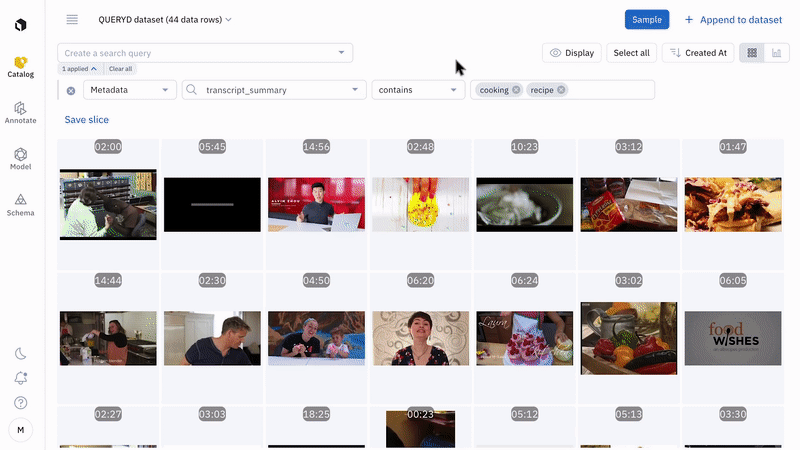 QUERYD dataset (44 data rows)
Sample
+ Append to dataset
Create a search query
Display
Select all
Created At
1 applied
Clear all
Catalog
Metadata
transcript_summary
contains
cooking
recipe
Annotate
Save slice
Model
Schema
02:00
05:45
14:56
02:48
10:23
03:12
01:47
14:44
02:30
04:50
06:20
06:24
03:02
06:05
Laura
food
WISHES
02:27
03:03
18:25
00:23
05:12
05:13
03:30
M